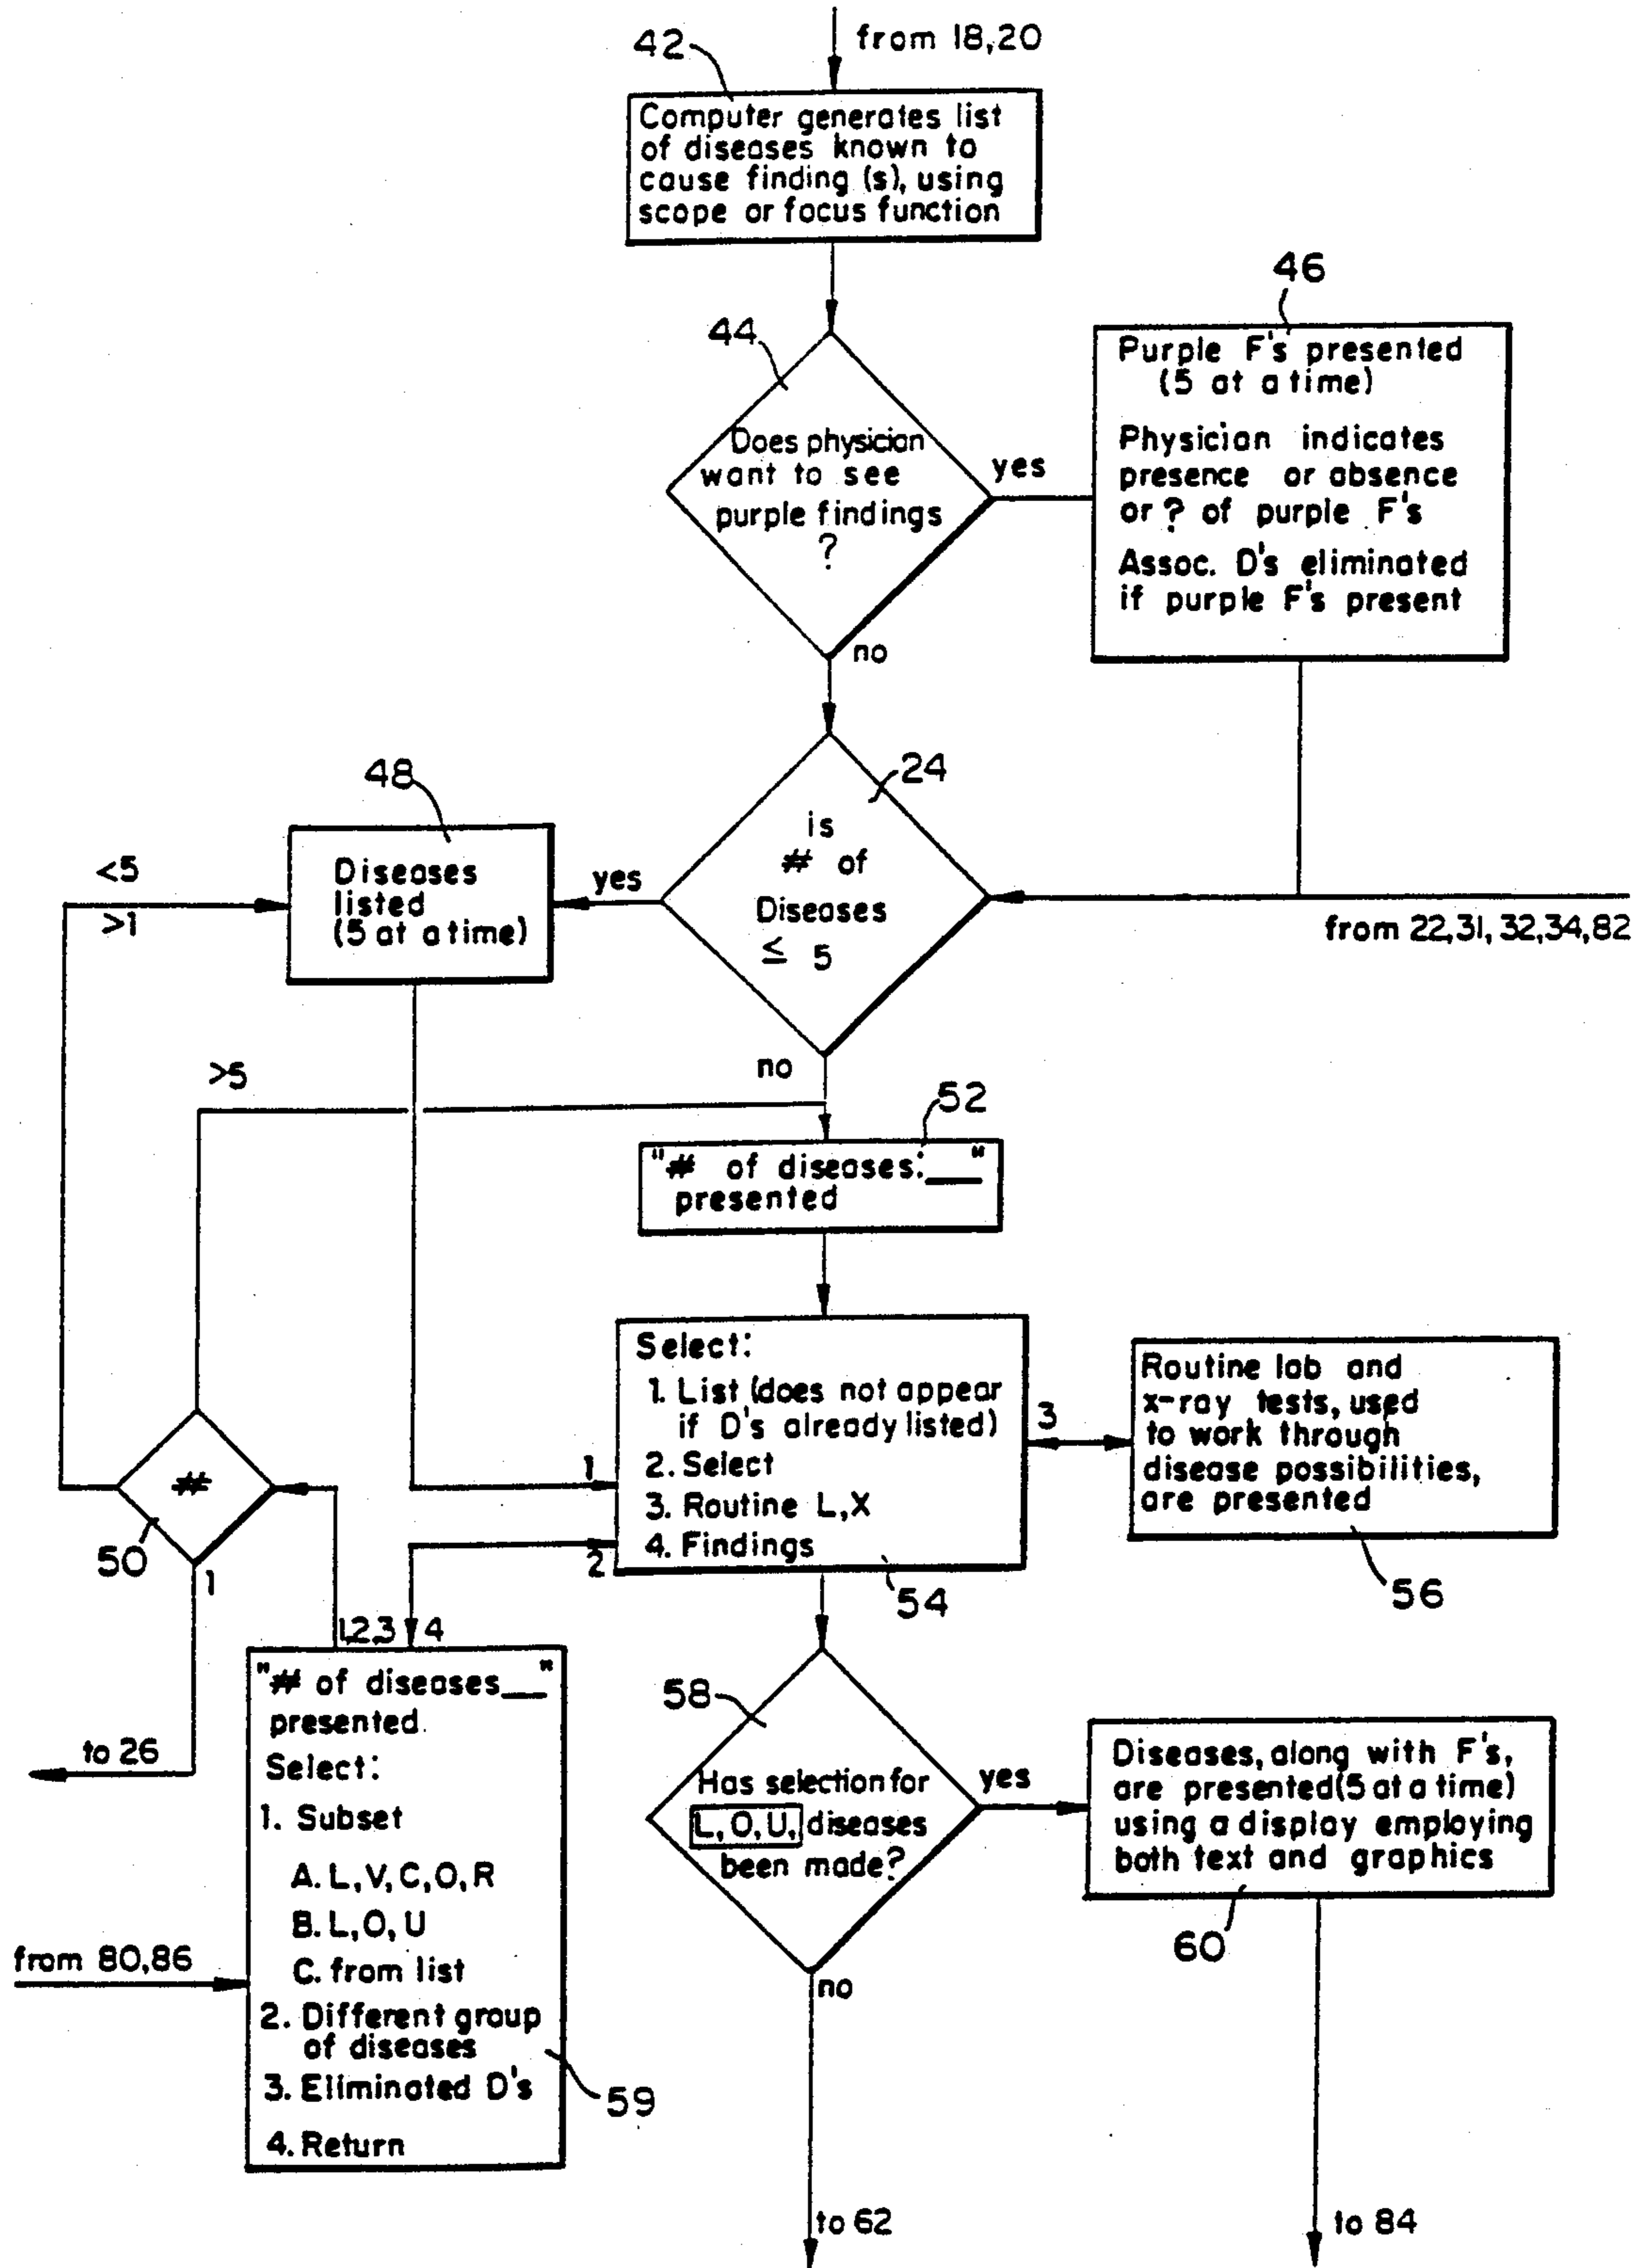 from 18,20
42
Computer generates list
of diseases known to
cause finding (s), using
scope or focus function
44
Does physician
want to see
purple findings
?
yes
no
46
Purple F's presented
(5 at a time)
Physician indicates
presence or absence
or ? of purple F's
Assoc. D's eliminated
if purple F's present
24
is
# of
Diseases
≤ 5
yes
no
from 22,31, 32,34,82
48
Diseases
listed
(5 at a time)
<5
>1
>5
52
"# of diseases:___"
presented
Select:
1. List (does not appear
if D's already listed)
2. Select
3. Routine L,X
4. Findings
54
1
2
3
Routine lab and
x-ray tests, used
to work through
disease possibilities,
are presented
56
#
50
1
to 26
1,2,3
4
"# of diseases___"
presented.
Select:
1. Subset
A. L,V,C,O,R
B. L,O,U
C. from list
2. Different group
of diseases
3. Eliminated D's
4. Return
59
from 80,86
58
Has selection for
L,O,U, diseases
been made?
yes
no
Diseases, along with F's,
are presented(5 at a time)
using a display employing
both text and graphics
60
to 62
to 84